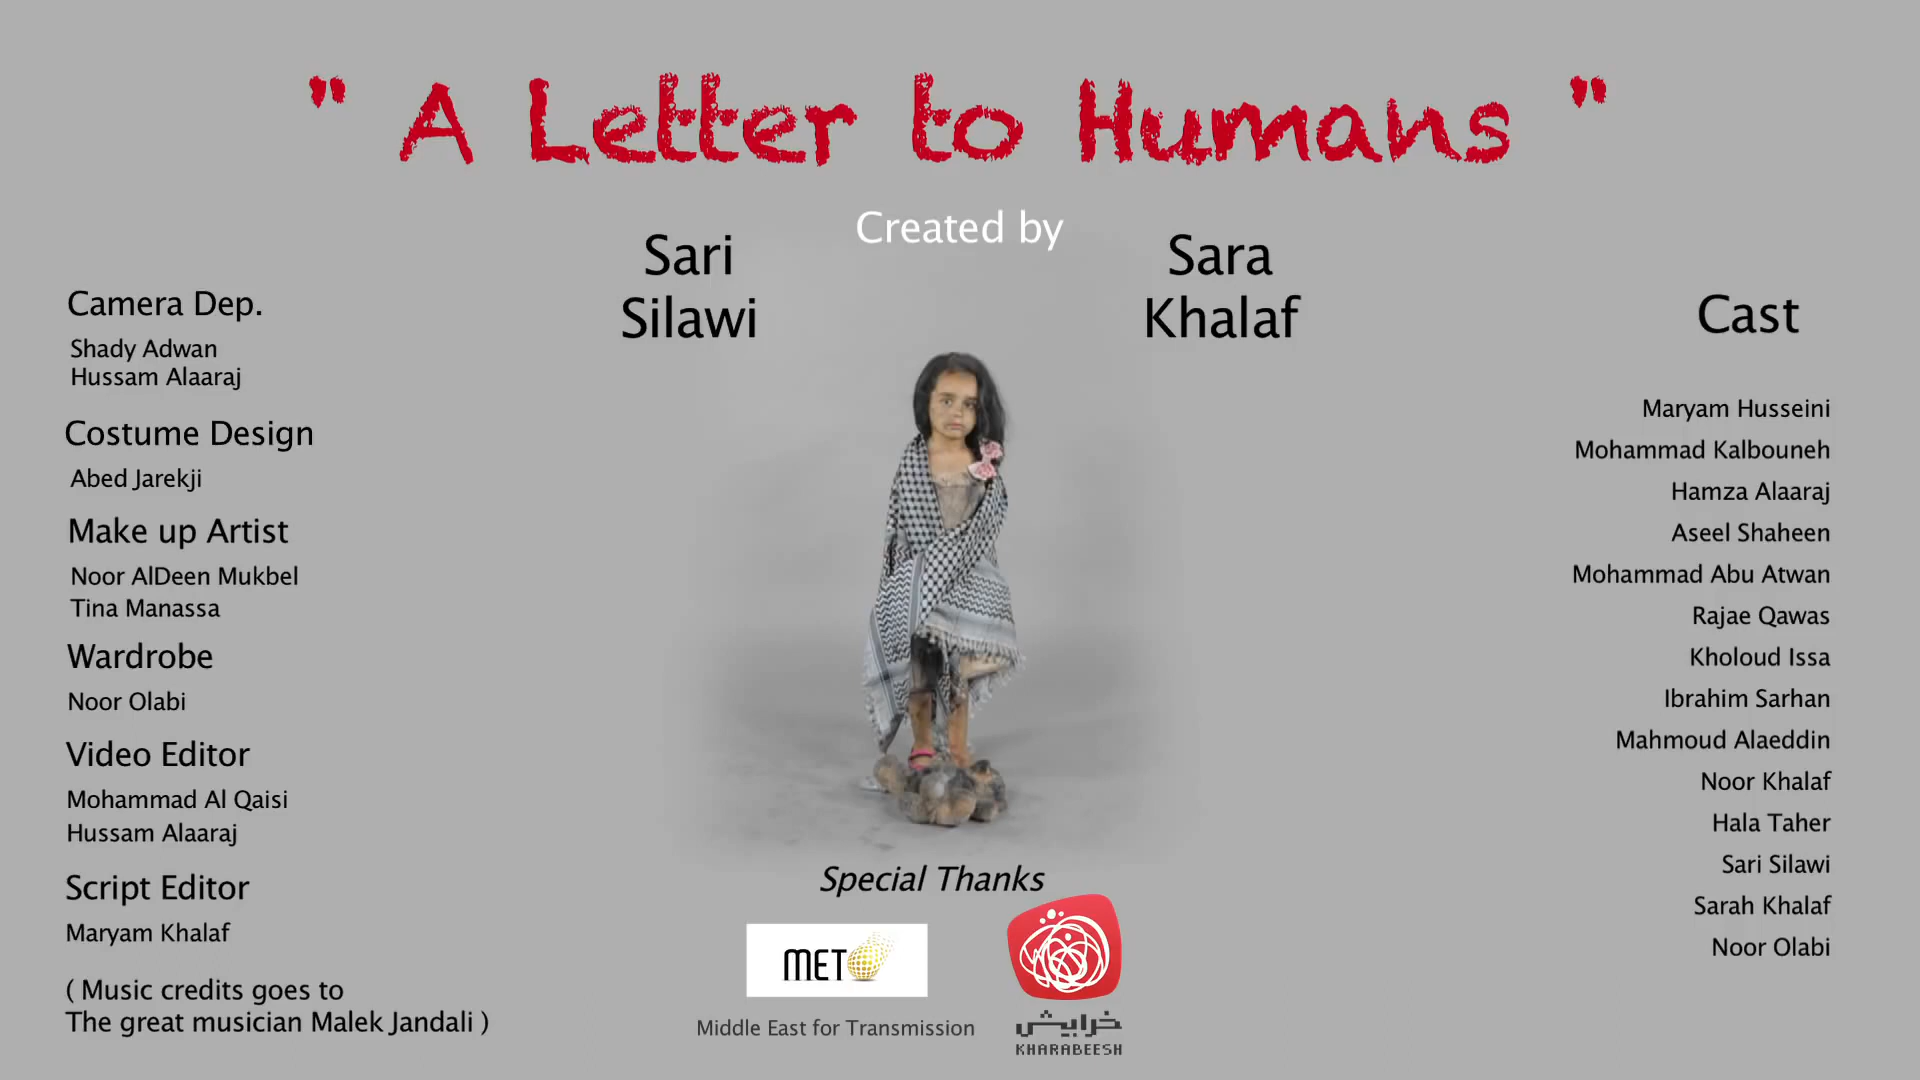 " A Letter to Humans "
Created by
Sari
Silawi
Sara
Khalaf
Camera Dep.
Shady Adwan
Hussam Alaaraj
Costume Design
Abed Jarekji
Make up Artist
Noor AlDeen Mukbel
Tina Manassa
Wardrobe
Noor Olabi
Video Editor
Mohammad Al Qaisi
Hussam Alaaraj
Script Editor
Maryam Khalaf
( Music credits goes to
The great musician Malek Jandali )
Cast
Maryam Husseini
Mohammad Kalbouneh
Hamza Alaaraj
Aseel Shaheen
Mohammad Abu Atwan
Rajae Qawas
Kholoud Issa
Ibrahim Sarhan
Mahmoud Alaeddin
Noor Khalaf
Hala Taher
Sari Silawi
Sarah Khalaf
Noor Olabi
Special Thanks
MET
Middle East for Transmission
خرابيش
KHARABEESH